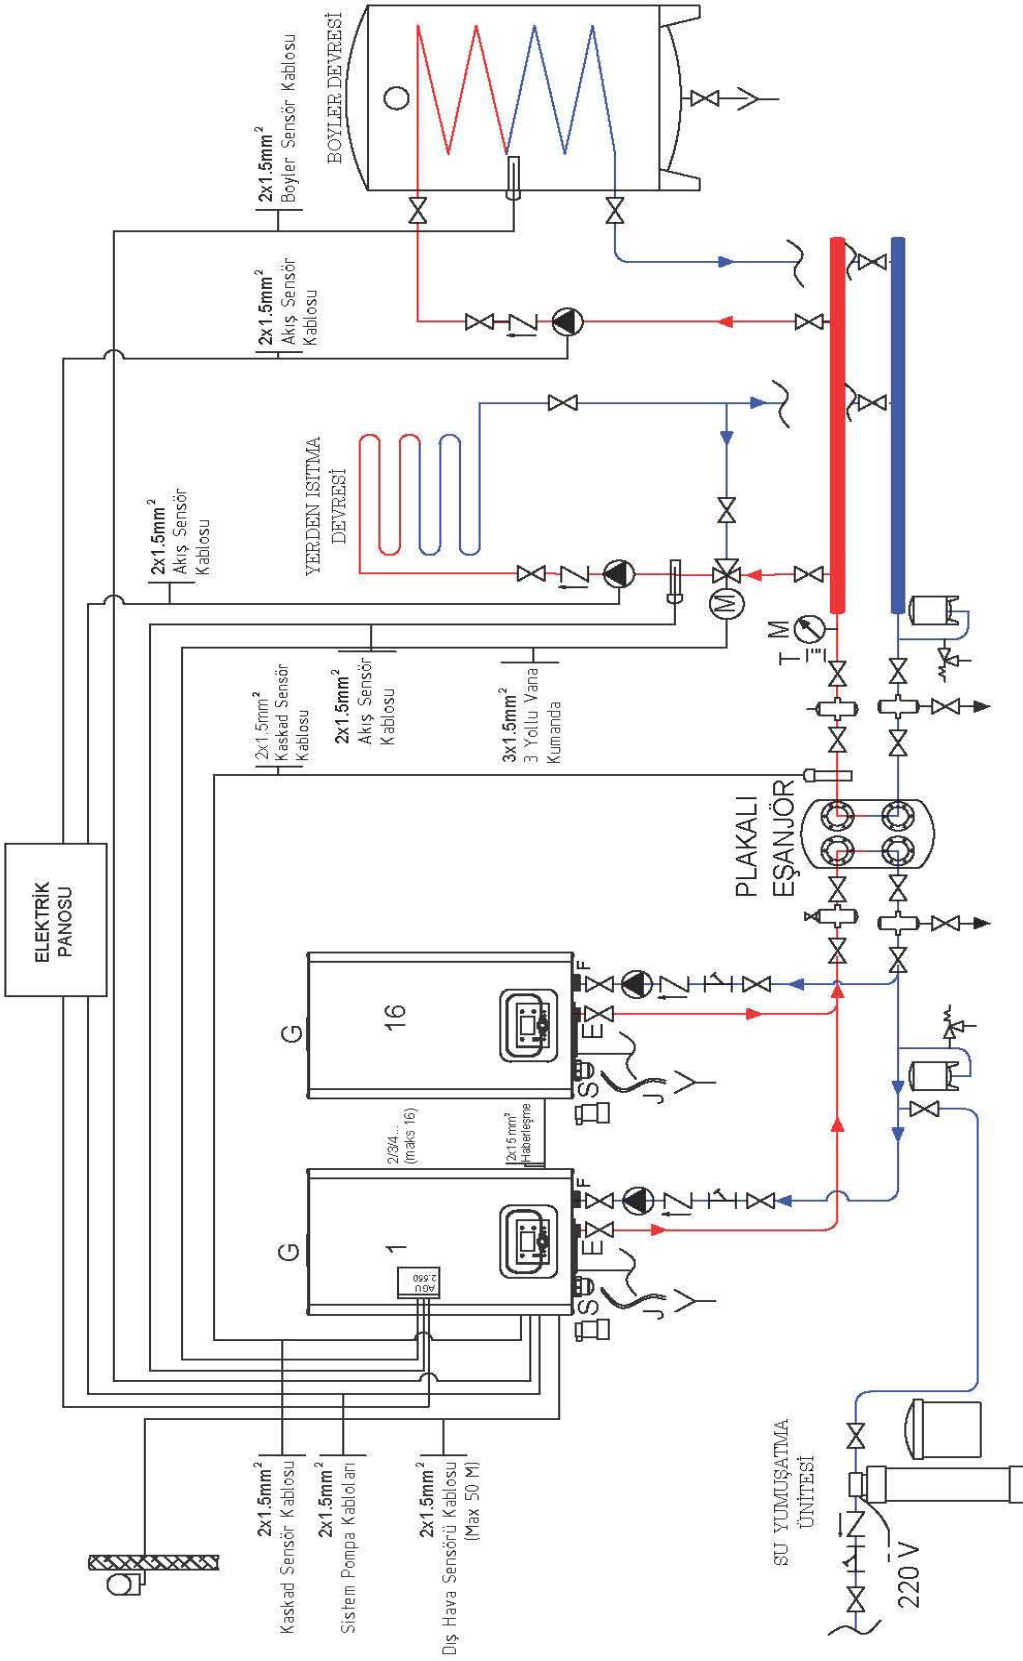 2x1.5mm²
Boyler Sensör Kablosu
BOYLER DEVRESİ
2x1.5mm²
Akış Sensör
Kablosu
2x1.5mm²
Akış Sensör
Kablosu
YERDEN ISITMA
DEVRESİ
2x1.5mm²
Kaskad Sensör
Kablosu
2x1.5mm²
Akış Sensör
Kablosu
3x1.5mm²
3 Yollu Vana
Kumanda
M
T M
ELEKTRİK
PANOSU
PLAKALI
EŞANJÖR
G
16
E
F
S
J
2/3/4...
(maks 16)
2x15 mm²
Haberleşme
G
1
AGU
2.550
E
F
S
J
2x1.5mm²
Kaskad Sensör Kablosu
2x1.5mm²
Sistem Pompa Kabloları
2x1.5mm²
Dış Hava Sensörü Kablosu
(Max 50 M)
SU YUMUŞATMA
ÜNİTESİ
220 V